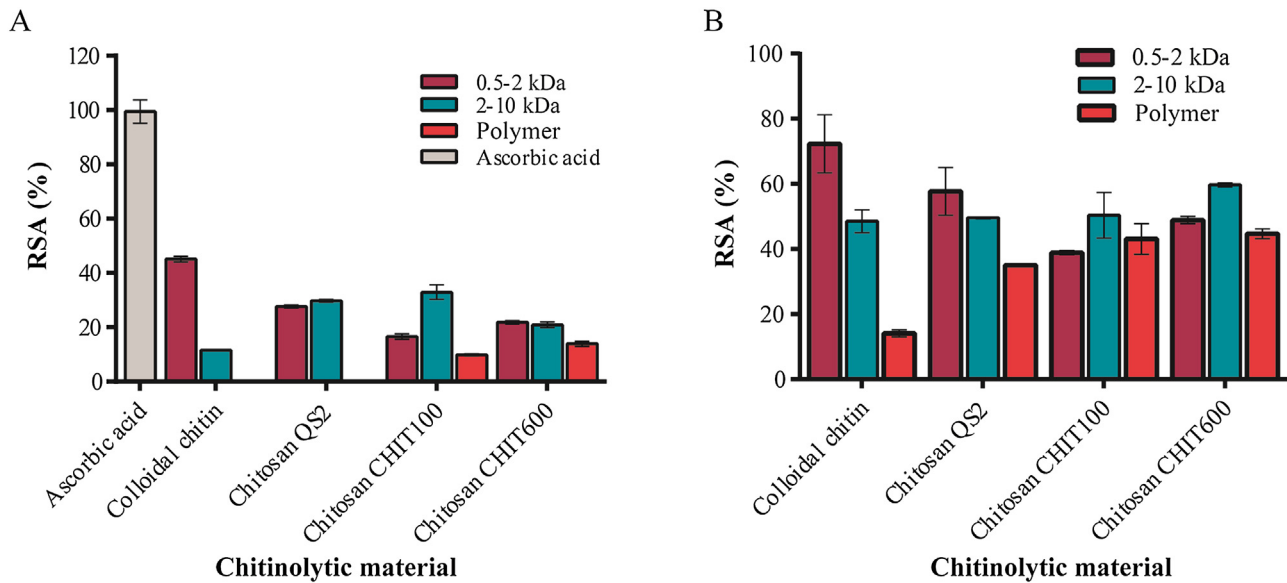 A
RSA (%)
120
100
80
60
40
20
0
0.5-2 kDa
2-10 kDa
Polymer
Ascorbic acid
Ascorbic acid
Colloidal chitin
Chitosan QS2
Chitosan CHIT100
Chitosan CHIT600
Chitinolytic material
B
RSA (%)
100
80
60
40
20
0
0.5-2 kDa
2-10 kDa
Polymer
Colloidal chitin
Chitosan QS2
Chitosan CHIT100
Chitosan CHIT600
Chitinolytic material